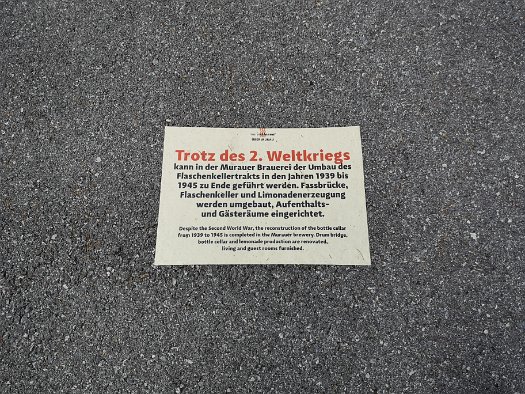 Trotz des 2. Weltkriegs
kann in der Murauer Brauerei der Umbau des
Flaschenkellertrakts in den Jahren 1939 bis
1945 zu Ende geführt werden. Fassbrücke,
Flaschenkeller und Limonadenerzeugung
werden umgebaut, Aufenthalts-
und Gästeräume eingerichtet.
Despite the Second World War, the reconstruction of the bottle cellar
from 1939 to 1945 is completed in the Murauer brewery. Drum bridge,
bottle cellar and lemonade production are renovated,
living and guest rooms furnished.